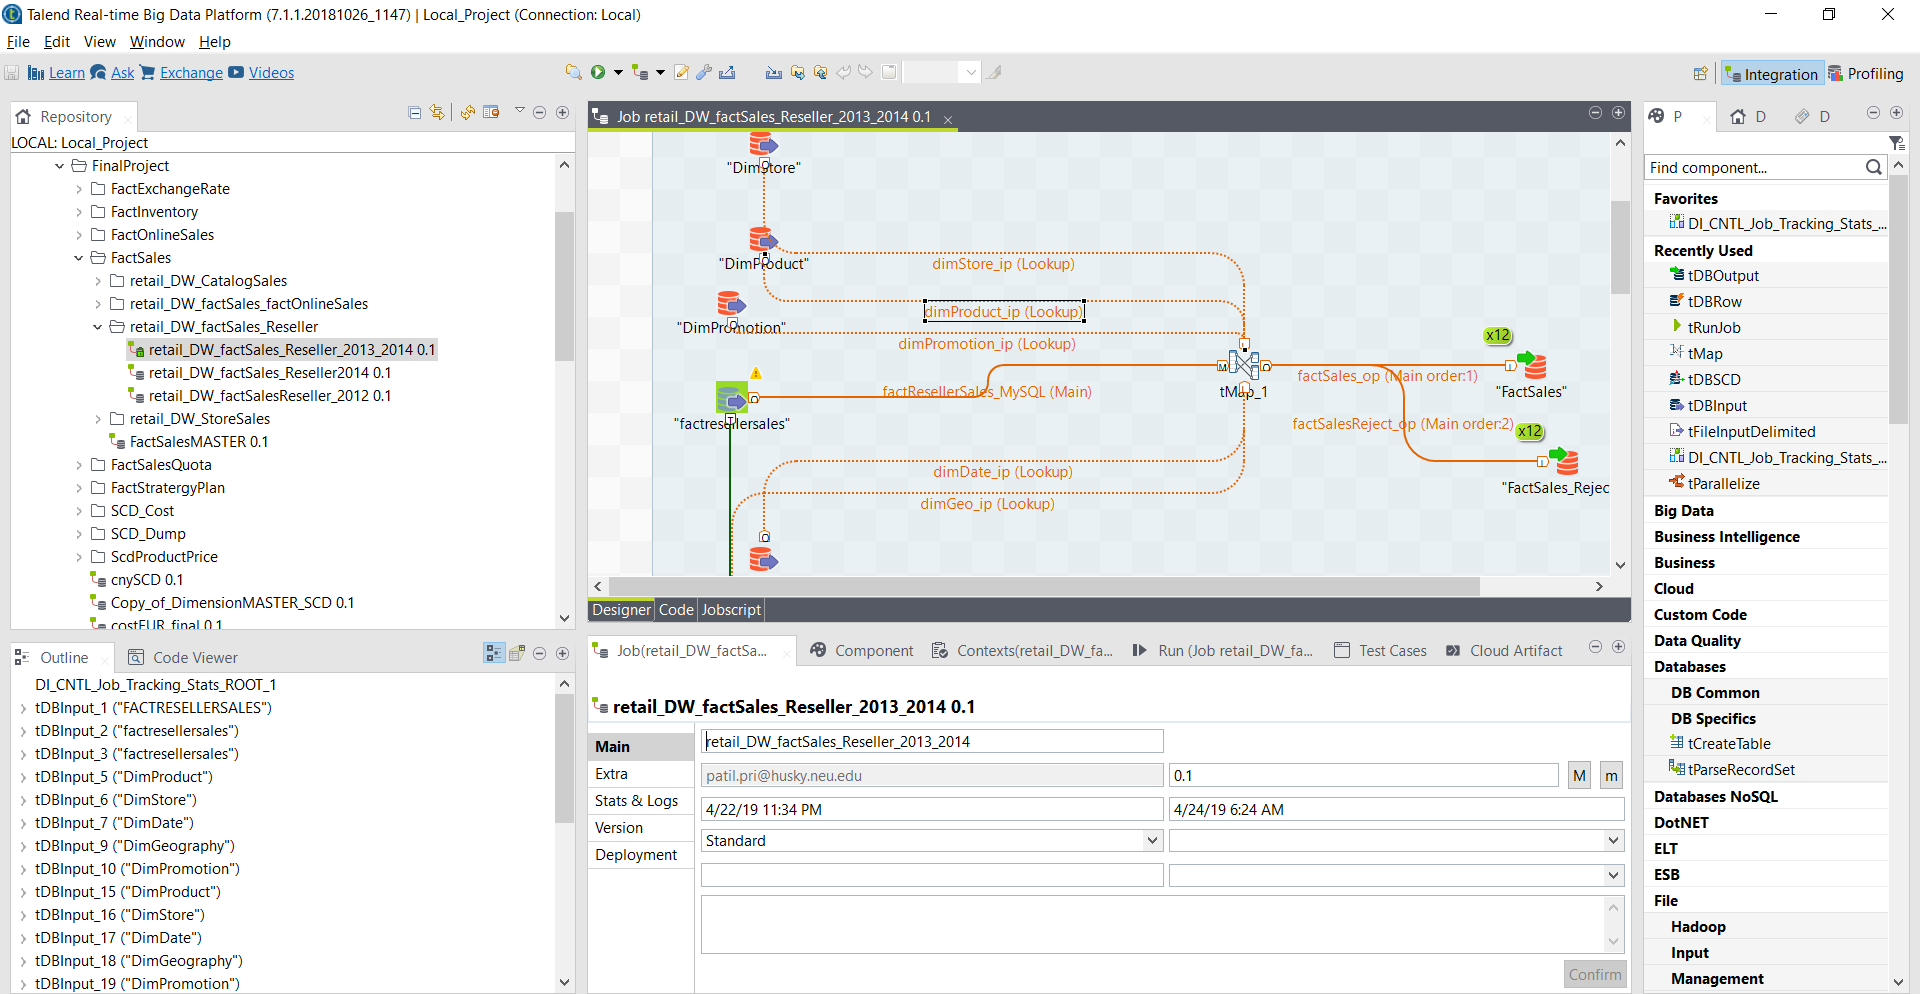 Talend Real-time Big Data Platform (7.1.1.20181026_1147) | Local_Project (Connection: Local)
File Edit View Window Help
Learn Ask Exchange Videos
Integration Profiling
Repository
LOCAL: Local_Project
FinalProject
FactExchangeRate
FactInventory
FactOnlineSales
FactSales
retail_DW_CatalogSales
retail_DW_factSales_factOnlineSales
retail_DW_factSales_Reseller
retail_DW_factSales_Reseller_2013_2014 0.1
retail_DW_factSales_Reseller2014 0.1
retail_DW_factSalesReseller_2012 0.1
retail_DW_StoreSales
FactSalesMASTER 0.1
FactSalesQuota
FactStratergyPlan
SCD_Cost
SCD_Dump
ScdProductPrice
cnySCD 0.1
Copy_of_DimensionMASTER_SCD 0.1
costEUR_final 0.1
Outline Code Viewer
DI_CNTL_Job_Tracking_Stats_ROOT_1
tDBInput_1 ("FACTRESELLERSALES")
tDBInput_2 ("factresellersales")
tDBInput_3 ("factresellersales")
tDBInput_5 ("DimProduct")
tDBInput_6 ("DimStore")
tDBInput_7 ("DimDate")
tDBInput_9 ("DimGeography")
tDBInput_10 ("DimPromotion")
tDBInput_15 ("DimProduct")
tDBInput_16 ("DimStore")
tDBInput_17 ("DimDate")
tDBInput_18 ("DimGeography")
tDBInput_19 ("DimPromotion")
Job retail_DW_factSales_Reseller_2013_2014 0.1
"DimStore"
"DimProduct"
dimStore_ip (Lookup)
dimProduct_ip (Lookup)
"DimPromotion"
dimPromotion_ip (Lookup)
x12
factSales_op (Main order:1)
factResellerSales_MySQL (Main)
tMap_1
"FactSales"
"factresellersales"
factSalesReject_op (Main order:2)
x12
dimDate_ip (Lookup)
"FactSales_Rejec
dimGeo_ip (Lookup)
Designer Code Jobscript
Job(retail_DW_factSa... Component Contexts(retail_DW_fa... Run (Job retail_DW_fa... Test Cases Cloud Artifact
retail_DW_factSales_Reseller_2013_2014 0.1
Main
Extra
Stats & Logs
Version
Deployment
retail_DW_factSales_Reseller_2013_2014
patil.pri@husky.neu.edu 0.1 M m
4/22/19 11:34 PM 4/24/19 6:24 AM
Standard
Confirm
P D D
Find component...
Favorites
DI_CNTL_Job_Tracking_Stats_...
Recently Used
tDBOutput
tDBRow
tRunJob
tMap
tDBSCD
tDBInput
tFileInputDelimited
DI_CNTL_Job_Tracking_Stats_...
tParallelize
Big Data
Business Intelligence
Business
Cloud
Custom Code
Data Quality
Databases
DB Common
DB Specifics
tCreateTable
tParseRecordSet
Databases NoSQL
DotNET
ELT
ESB
File
Hadoop
Input
Management